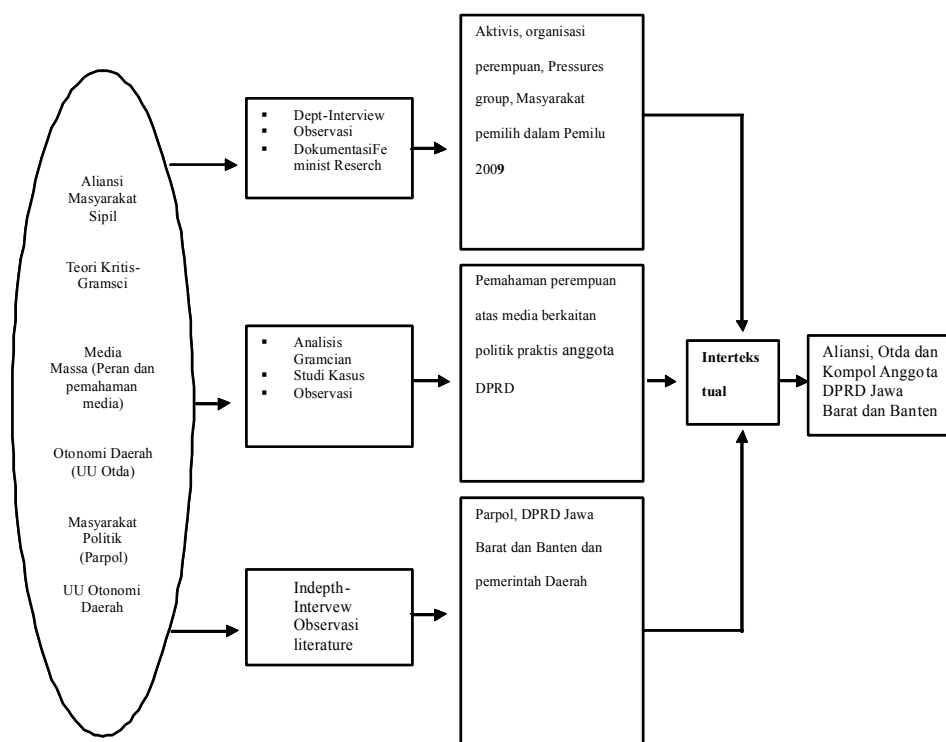 Aliansi
Masyarakat
Sipil
Teori Kritis-
Gramsci
Media
Massa (Peran dan
pemahaman
media)
Otonomi Daerah
(UU Otda)
Masyarakat
Politik
(Parpol)
UU Otonomi
Daerah
▪ Dept-Interview
▪ Observasi
▪ DokumentasiFe
minist Reserch
▪ Analisis
Gramcian
▪ Studi Kasus
▪ Observasi
Indepth-
Intervew
Observasi
literature
Aktivis, organisasi
perempuan, Pressures
group, Masyarakat
pemilih dalam Pemilu
2009
Pemahaman perempuan
atas media berkaitan
politik praktis anggota
DPRD
Parpol, DPRD Jawa
Barat dan Banten dan
pemerintah Daerah
Interteks
tual
Aliansi, Otda dan
Kompol Anggota
DPRD Jawa
Barat dan Banten